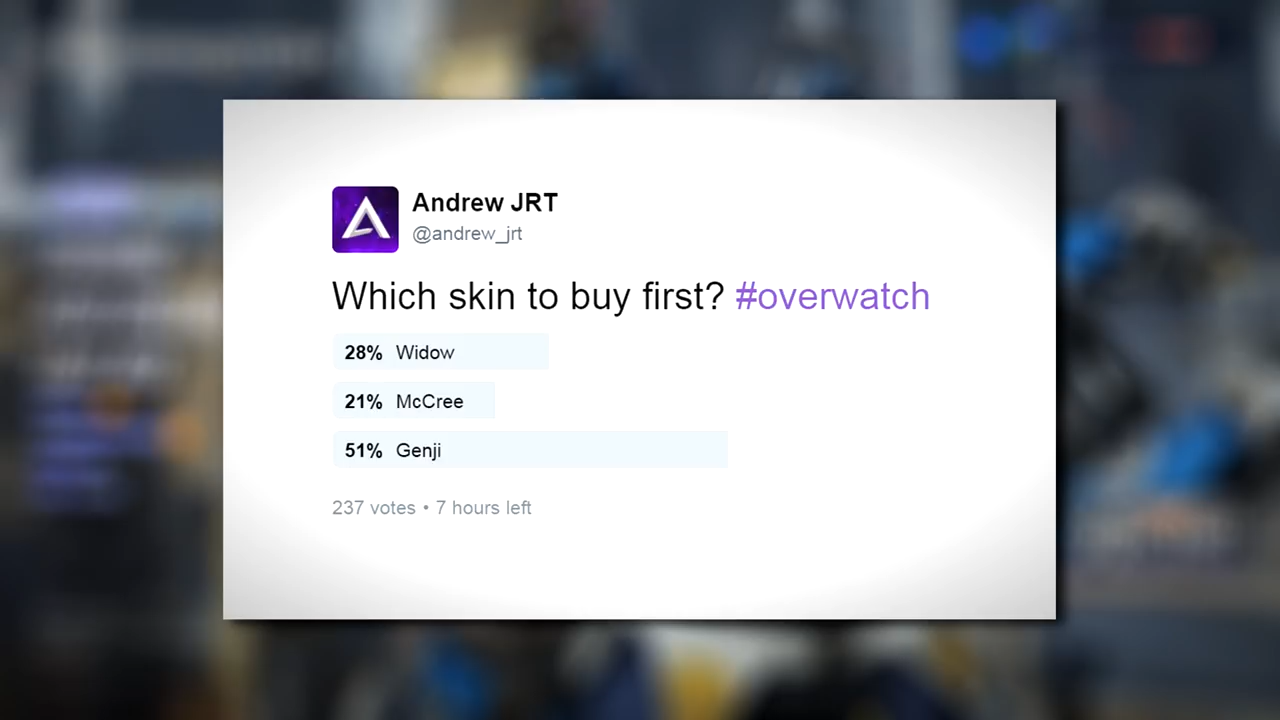 Andrew JRT
@andrew_jrt
Which skin to buy first? #overwatch
28% Widow
21% McCree
51% Genji
237 votes • 7 hours left